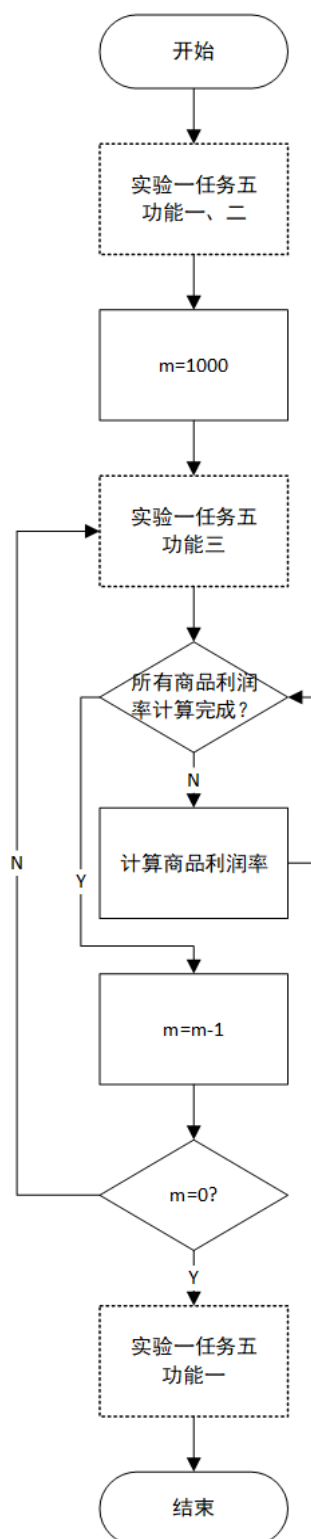 开始
实验一任务五
功能一、二
m=1000
实验一任务五
功能三
所有商品利润
率计算完成？
N
计算商品利润率
N
Y
m=m-1
m=0?
Y
实验一任务五
功能一
结束